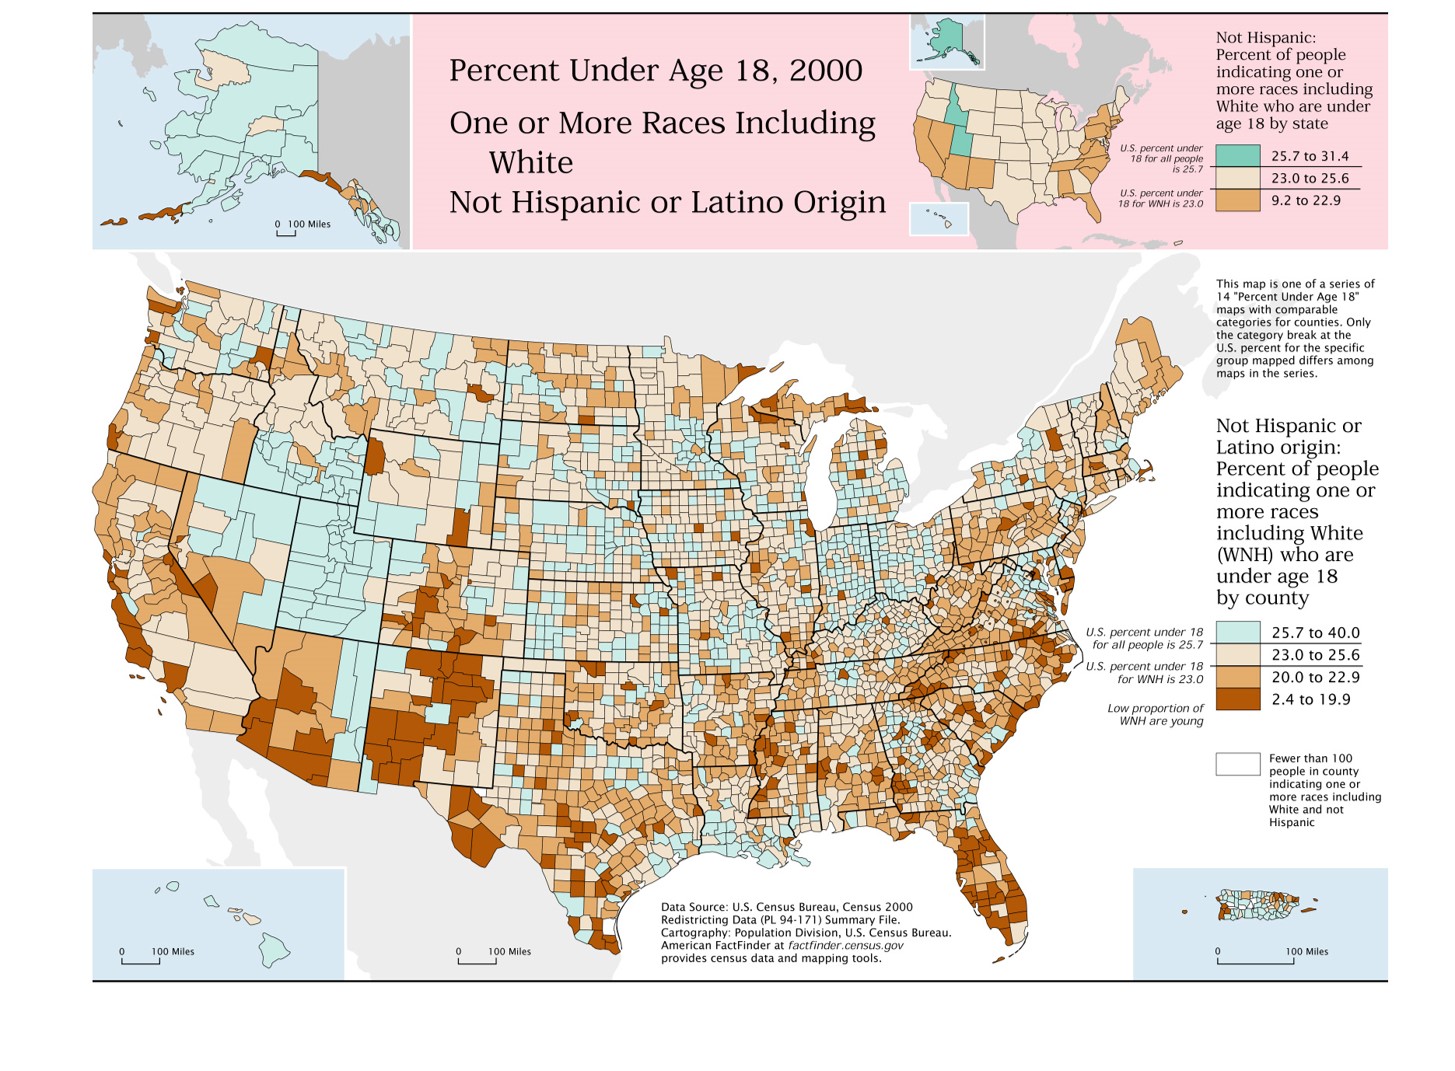 Percent Under Age 18, 2000
One or More Races Including
White
Not Hispanic or Latino Origin
0 100 Miles
Not Hispanic:
Percent of people
indicating one or
more races including
White who are under
age 18 by state
U.S. percent under
18 for all people
is 25.7
25.7 to 31.4
23.0 to 25.6
U.S. percent under
18 for WNH is 23.0
9.2 to 22.9
This map is one of a series of
14 "Percent Under Age 18"
maps with comparable
categories for counties. Only
the category break at the
U.S. percent for the specific
group mapped differs among
maps in the series.
Not Hispanic or
Latino origin:
Percent of people
indicating one or
more races
including White
(WNH) who are
under age 18
by county
U.S. percent under 18
for all people is 25.7
25.7 to 40.0
23.0 to 25.6
U.S. percent under 18
for WNH is 23.0
20.0 to 22.9
2.4 to 19.9
Low proportion of
WNH are young
Fewer than 100
people in county
indicating one or
more races including
White and not
Hispanic
Data Source: U.S. Census Bureau, Census 2000
Redistricting Data (PL 94-171) Summary File.
Cartography: Population Division, U.S. Census Bureau.
American FactFinder at factfinder.census.gov
provides census data and mapping tools.
0 100 Miles
0 100 Miles
0 100 Miles